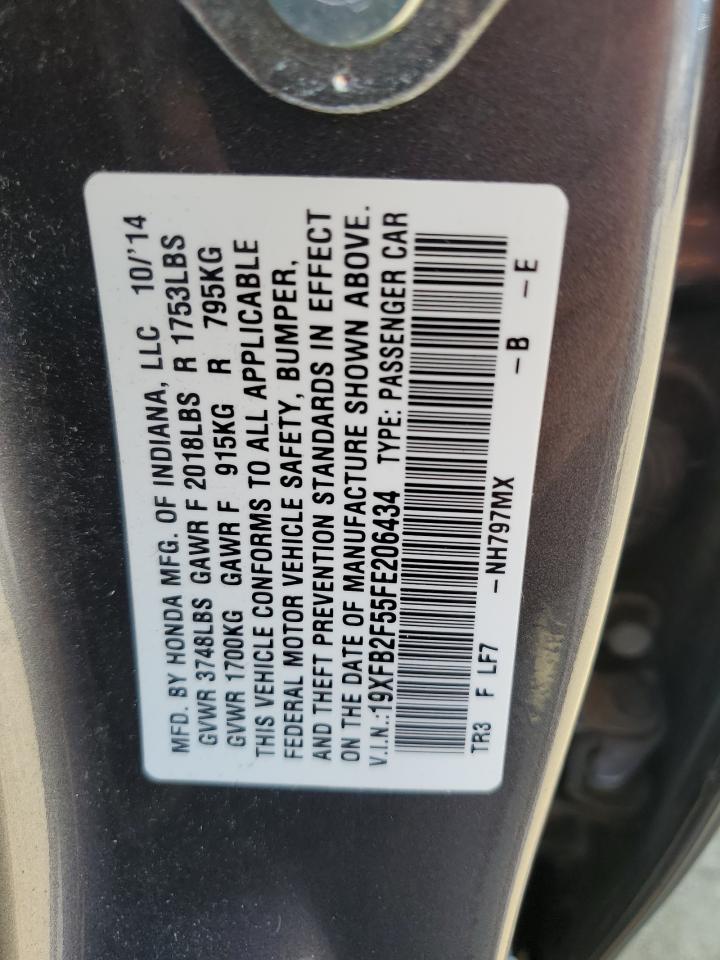 MFD. BY HONDA MFG. OF INDIANA, LLC 10/'14
GVWR 3748LBS GAWR F 2018LBS R 1753LBS
GVWR 1700KG GAWR F 915KG R 795KG
THIS VEHICLE CONFORMS TO ALL APPLICABLE
FEDERAL MOTOR VEHICLE SAFETY, BUMPER,
AND THEFT PREVENTION STANDARDS IN EFFECT
ON THE DATE OF MANUFACTURE SHOWN ABOVE.
V.I.N.:19XFB2F55FE206434 TYPE: PASSENGER CAR
TR3 F LF7 -NH797MX -B -E